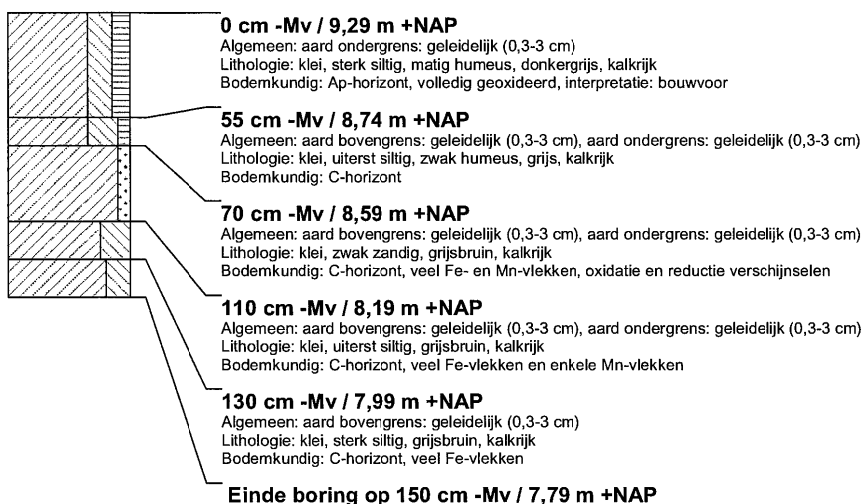 0 cm -Mv / 9,29 m +NAP
Algemeen: aard ondergrens: geleidelijk (0,3-3 cm)
Lithologie: klei, sterk siltig, matig humeus, donkergrijs, kalkrijk
Bodemkundig: Ap-horizont, volledig geoxideerd, interpretatie: bouwvoor
55 cm -Mv / 8,74 m +NAP
Algemeen: aard bovengrens: geleidelijk (0,3-3 cm), aard ondergrens: geleidelijk (0,3-3 cm)
Lithologie: klei, uiterst siltig, zwak humeus, grijs, kalkrijk
Bodemkundig: C-horizont
70 cm -Mv / 8,59 m +NAP
Algemeen: aard bovengrens: geleidelijk (0,3-3 cm), aard ondergrens: geleidelijk (0,3-3 cm)
Lithologie: klei, zwak zandig, grijsbruin, kalkrijk
Bodemkundig: C-horizont, veel Fe- en Mn-vlekken, oxidatie en reductie verschijnselen
110 cm -Mv / 8,19 m +NAP
Algemeen: aard bovengrens: geleidelijk (0,3-3 cm), aard ondergrens: geleidelijk (0,3-3 cm)
Lithologie: klei, uiterst siltig, grijsbruin, kalkrijk
Bodemkundig: C-horizont, veel Fe-vlekken en enkele Mn-vlekken
130 cm -Mv / 7,99 m +NAP
Algemeen: aard bovengrens: geleidelijk (0,3-3 cm)
Lithologie: klei, sterk siltig, grijsbruin, kalkrijk
Bodemkundig: C-horizont, veel Fe-vlekken
Einde boring op 150 cm -Mv / 7,79 m +NAP